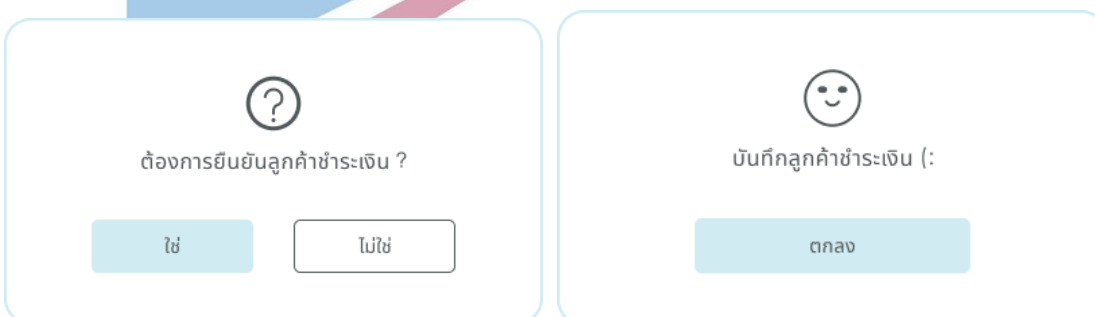 ต้องการยืนยันลูกค้าชำระเงิน ?
ใช่
ไม่ใช่
บันทึกลูกค้าชำระเงิน (:
ตกลง